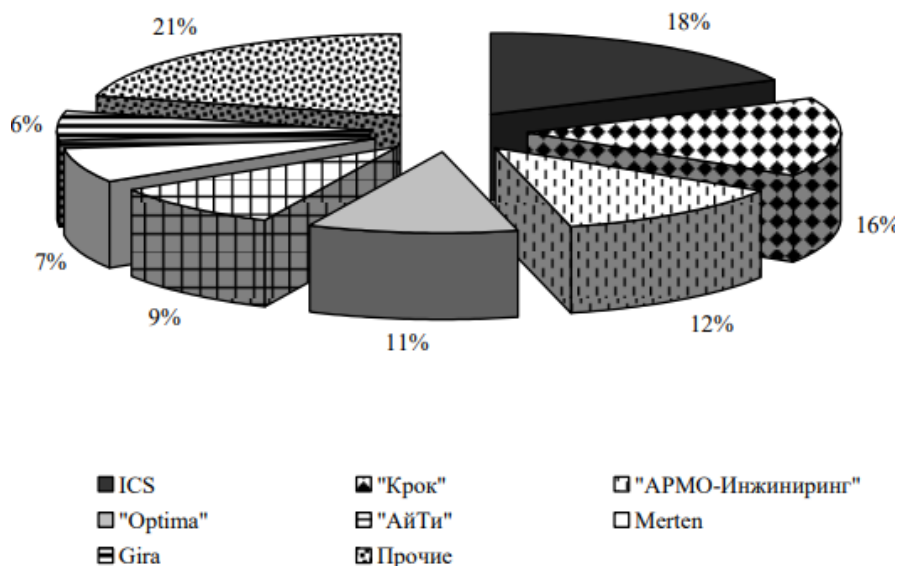 21% 18%
6%
16%
7%
9% 12%
11%
ICS "Крок" "АРМО-Инжиниринг"
"Optima" "АйТи" Merten
Gira Прочие